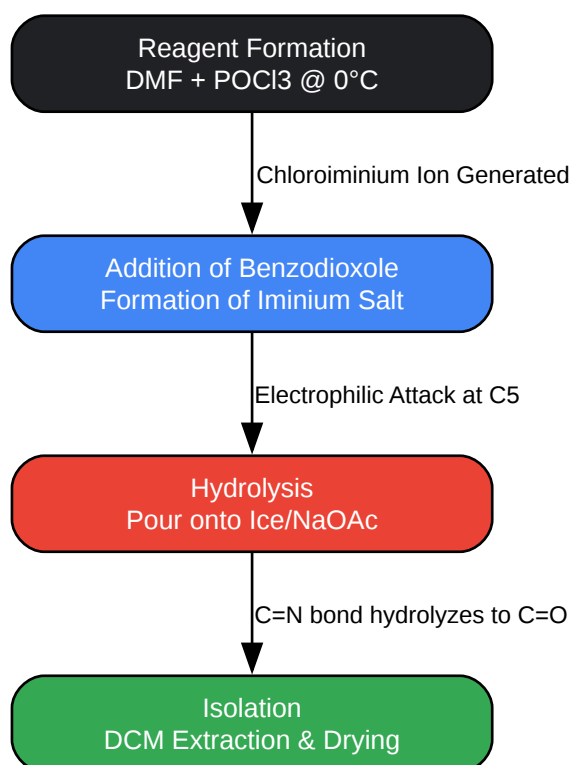 Reagent Formation
DMF + POCl3 @ 0°C
Chloroiminium Ion Generated
Addition of Benzodioxole
Formation of Iminium Salt
Electrophilic Attack at C5
Hydrolysis
Pour onto Ice/NaOAc
C=N bond hydrolyzes to C=O
Isolation
DCM Extraction & Drying